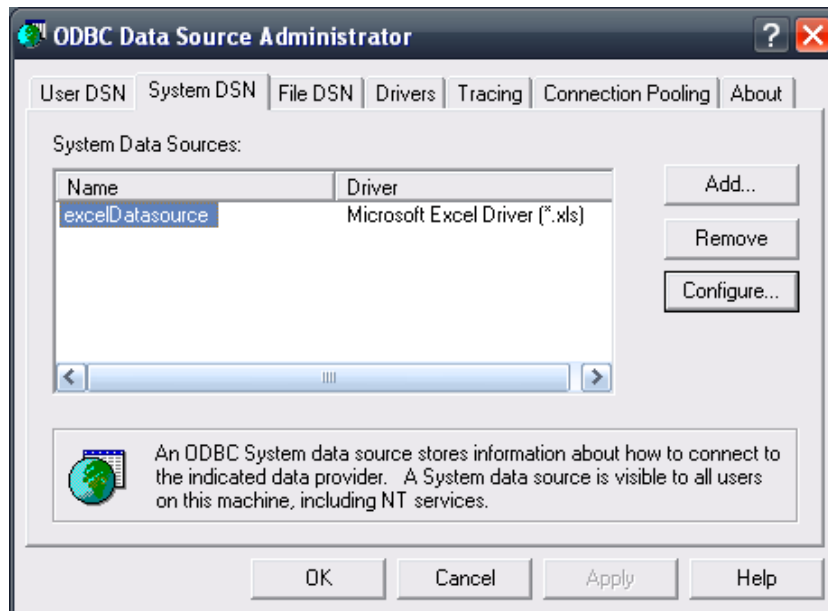 ODBC Data Source Administrator
User DSN System DSN File DSN Drivers Tracing Connection Pooling About
System Data Sources:
Name Driver
excelDatasource Microsoft Excel Driver (*.xls)
Add...
Remove
Configure...
An ODBC System data source stores information about how to connect to
the indicated data provider. A System data source is visible to all users
on this machine, including NT services.
OK Cancel Apply Help